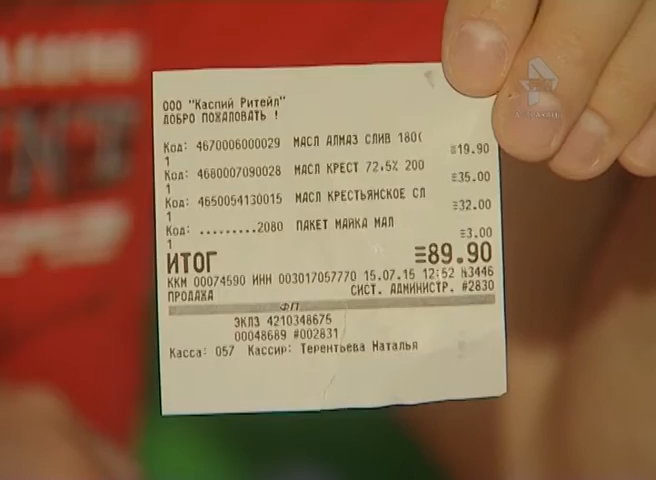 ООО "Каспий Ритейл"
ДОБРО ПОЖАЛОВАТЬ !
Код: 4670006000029 МАСЛ АЛМАЗ СЛИВ 180(
1 ≡19.90
Код: 4680007090028 МАСЛ КРЕСТ 72.5% 200
1 ≡35.00
Код: 4650054130015 МАСЛ КРЕСТЬЯНСКОЕ СЛ
1 ≡32.00
Код: .........2080 ПАКЕТ МАЙКА МАЛ
1 ≡3.00
ИТОГ ≡89.90
ККМ 00074590 ИНН 003017057770 15.07.15 12:52 №3446
ПРОДАЖА СИСТ. АДМИНИСТР. #2830
ФП
ЭКЛЗ 4210348675
00048689 #002831
Касса: 057 Кассир: Терентьева Наталья